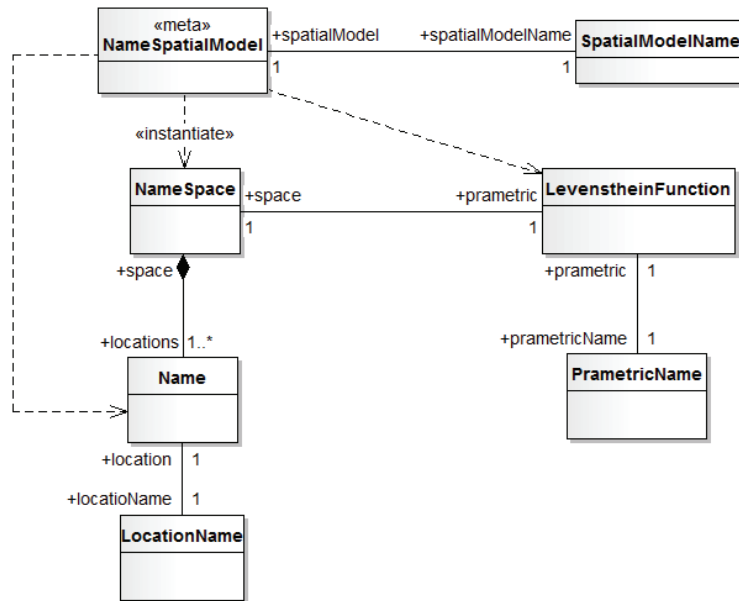 «meta»
NameSpatialModel
+spatialModel
+spatialModelName
1
1
SpatialModelName
«instantiate»
NameSpace
+space
+prametric
1
1
LevenstheinFunction
+space
+prametric
1
+locations
1..*
+prametricName
1
Name
PrametricName
+location
1
+locatioName
1
LocationName